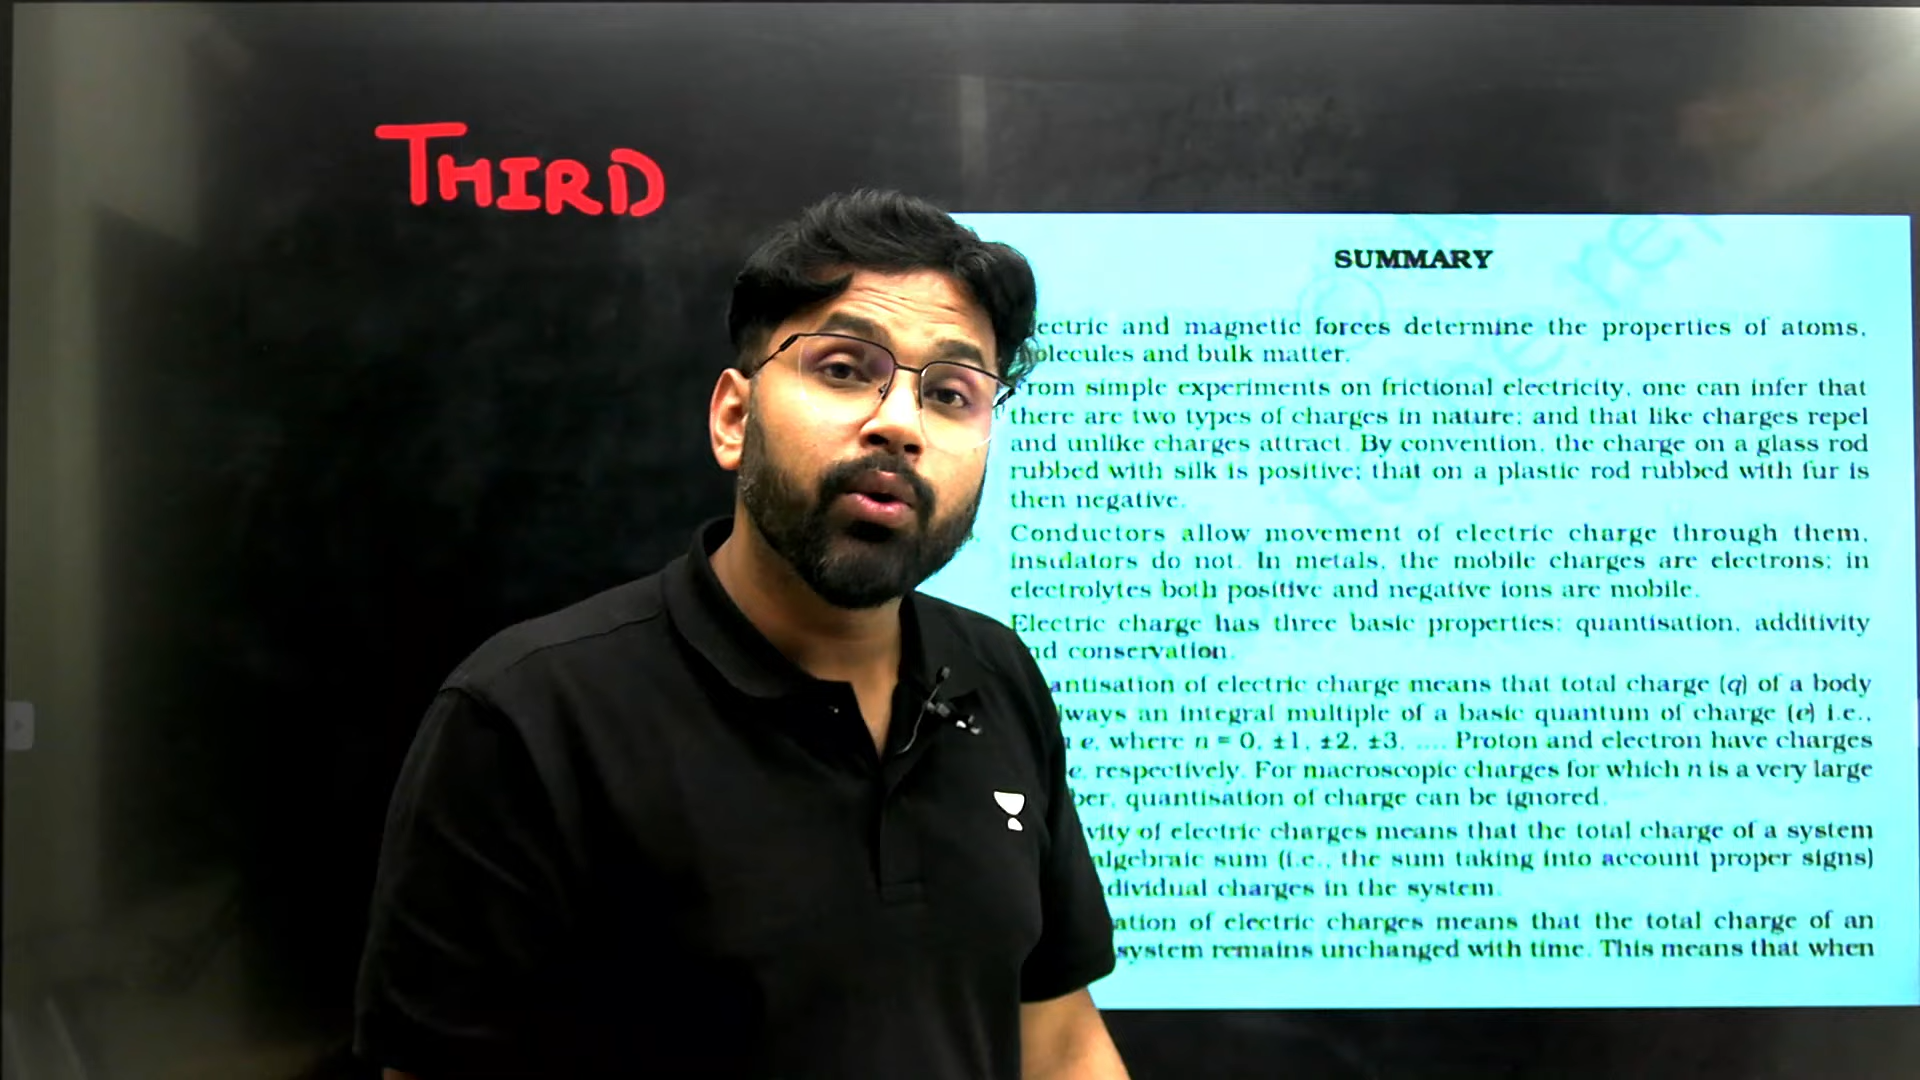 THIRD
SUMMARY
and magnetic forces determine the properties of atoms,
and bulk matter.
From simple experiments on frictional electricity, one can infer that
there are two types of charges in nature; and that like charges repel
and unlike charges attract. By convention, the charge on a glass rod
rubbed with silk is positive; that on a plastic rod rubbed with fur is
then negative.
Conductors allow movement of electric charge through them,
insulators do not. In metals, the mobile charges are electrons; in
electrolytes both positive and negative ions are mobile.
Electric charge has three basic properties: quantisation, additivity
conservation.
of electric charge means that total charge (q) of a body
an integral multiple of a basic quantum of charge (e) i.e.,
e, where n = 0, ±1, ±2, ±3, .... Proton and electron have charges
e, respectively. For macroscopic charges for which n is a very large
quantisation of charge can be ignored.
of electric charges means that the total charge of a system
algebraic sum (i.e., the sum taking into account proper signs)
charges in the system.
of electric charges means that the total charge of an
system remains unchanged with time. This means that when